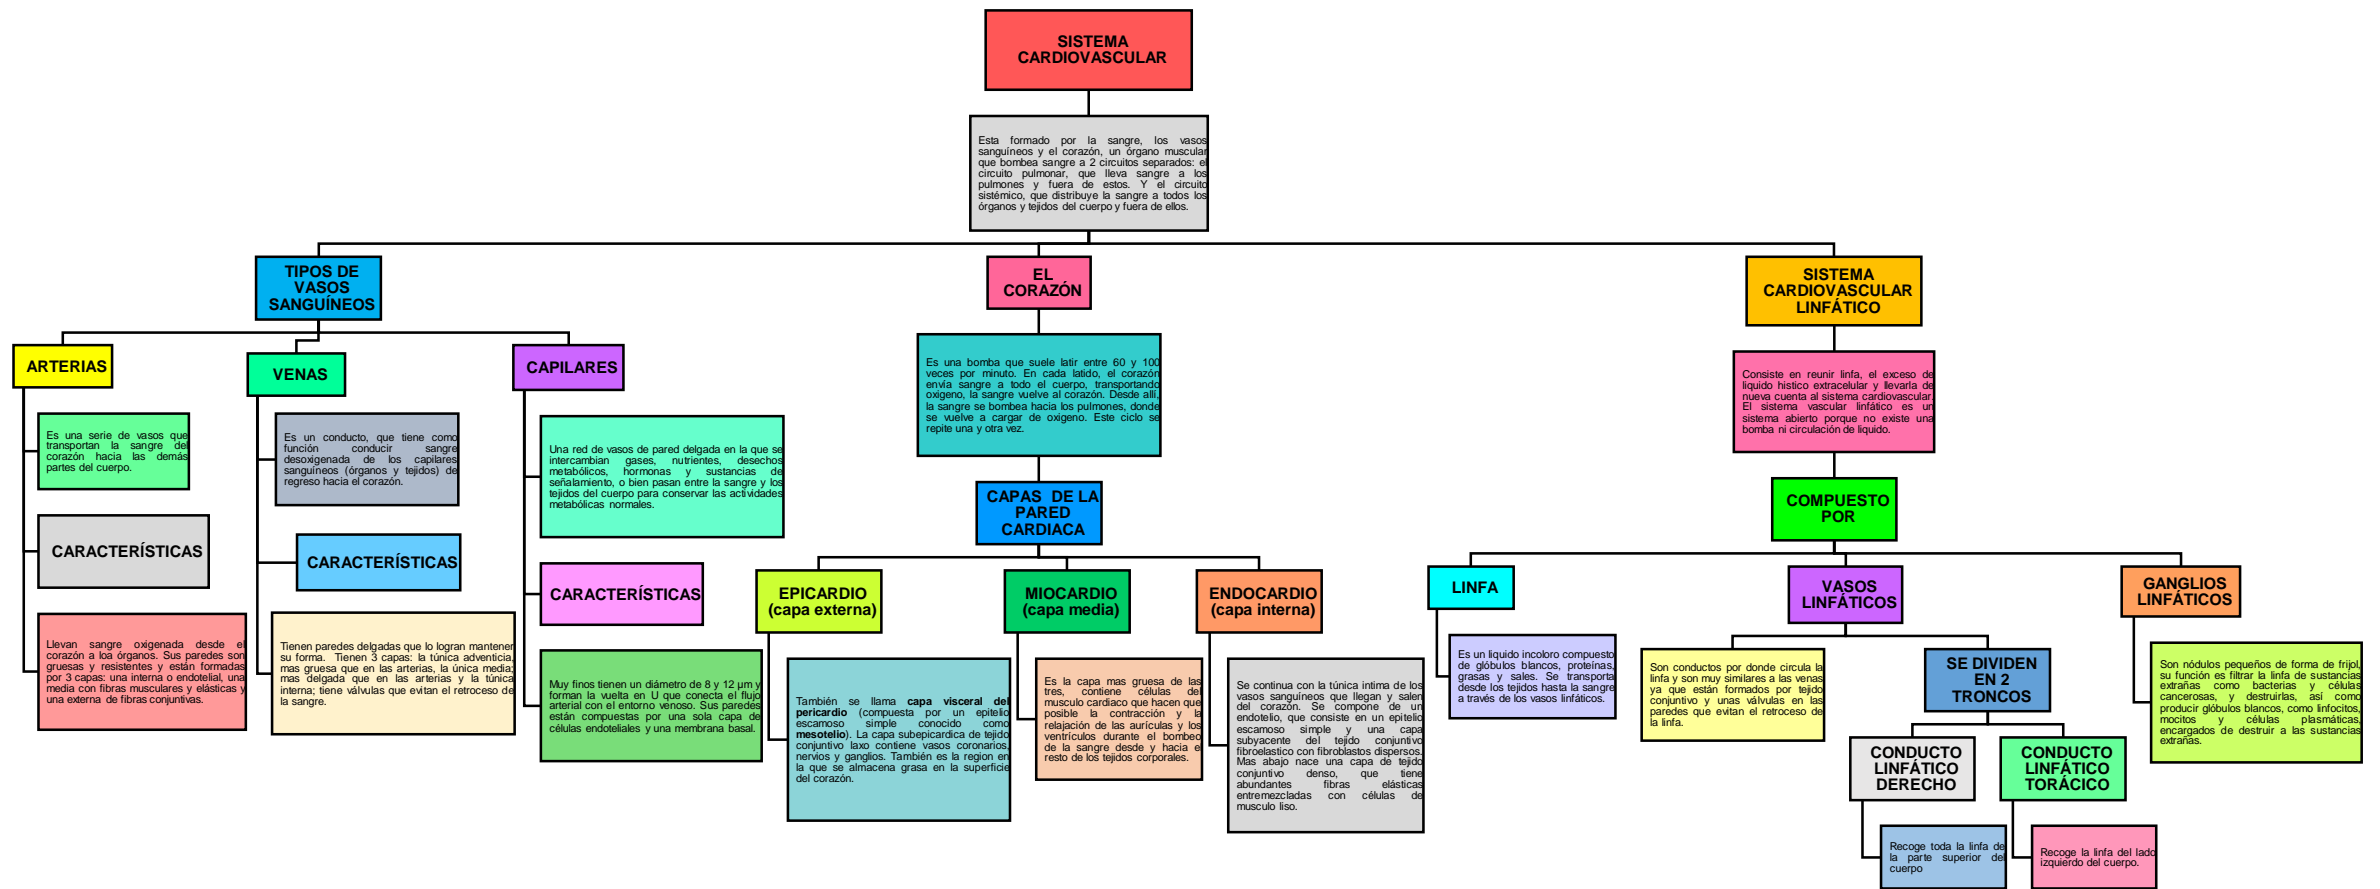 SISTEMA
CARDIOVASCULAR
Esta formado por la sangre, los vasos
sanguíneos y el corazón, un órgano muscular
que bombea sangre a 2 circuitos separados: el
circuito pulmonar, que lleva sangre a los
pulmones y fuera de estos. Y el circuito
sistémico, que distribuye la sangre a todos los
órganos y tejidos del cuerpo y fuera de ellos.
TIPOS DE
VASOS
SANGUÍNEOS
ARTERIAS
Es una serie de vasos que
transportan la sangre del
corazón hacia las demás
partes del cuerpo.
CARACTERÍSTICAS
Llevan sangre oxigenada desde el
corazón a loa órganos. Sus paredes son
gruesas y resistentes y están formadas
por 3 capas: una interna o endotelial, una
media con fibras musculares y elásticas y
una externa de fibras conjuntivas.
VENAS
Es un conducto, que tiene como
función conducir sangre
desoxigenada de los capilares
sanguíneos (órganos y tejidos) de
regreso hacia el corazón.
CARACTERÍSTICAS
Tienen paredes delgadas que lo logran mantener
su forma. Tienen 3 capas: la túnica adventicia,
mas gruesa que en las arterias, la única media;
mas delgada que en las arterias y la túnica
interna; tiene válvulas que evitan el retroceso de
la sangre.
CAPILARES
Una red de vasos de pared delgada en la que se
intercambian gases, nutrientes, desechos
metabólicos, hormonas y sustancias de
señalamiento, o bien pasan entre la sangre y los
tejidos del cuerpo para conservar las actividades
metabólicas normales.
CARACTERÍSTICAS
Muy finos tienen un diámetro de 8 y 12 µm y
forman la vuelta en U que conecta el flujo
arterial con el entorno venoso. Sus paredes
están compuestas por una sola capa de
células endoteliales y una membrana basal.
EL
CORAZÓN
Es una bomba que suele latir entre 60 y 100
veces por minuto. En cada latido, el corazón
envía sangre a todo el cuerpo, transportando
oxigeno, la sangre vuelve al corazón. Desde allí,
la sangre se bombea hacia los pulmones, donde
se vuelve a cargar de oxigeno. Este ciclo se
repite una y otra vez.
CAPAS DE LA
PARED
CARDIACA
EPICARDIO
(capa externa)
También se llama capa visceral del
pericardio (compuesta por un epitelio
escamoso simple conocido como
mesotelio). La capa subepicardica de tejido
conjuntivo laxo contiene vasos coronarios,
nervios y ganglios. También es la region en
la que se almacena grasa en la superficie
del corazón.
MIOCARDIO
(capa media)
Es la capa mas gruesa de las
tres, contiene células del
musculo cardiaco que hacen que
posible la contracción y la
relajación de las aurículas y los
ventrículos durante el bombeo
de la sangre desde y hacia el
resto de los tejidos corporales.
ENDOCARDIO
(capa interna)
Se continua con la túnica intima de los
vasos sanguíneos que llegan y salen
del corazón. Se compone de un
endotelio, que consiste en un epitelio
escamoso simple y una capa
subyacente del tejido conjuntivo
fibroelastico con fibroblastos dispersos.
Mas abajo nace una capa de tejido
conjuntivo denso, que tiene
abundantes fibras elásticas
entremezcladas con células de
musculo liso.
SISTEMA
CARDIOVASCULAR
LINFÁTICO
Consiste en reunir linfa, el exceso de
liquido histico extracelular y llevarla de
nueva cuenta al sistema cardiovascular.
El sistema vascular linfático es un
sistema abierto porque no existe una
bomba ni circulación de liquido.
COMPUESTO
POR
LINFA
Es un liquido incoloro compuesto
de glóbulos blancos, proteínas,
grasas y sales. Se transporta
desde los tejidos hasta la sangre
a través de los vasos linfáticos.
VASOS
LINFÁTICOS
Son conductos por donde circula la
linfa y son muy similares a las venas
ya que están formados por tejido
conjuntivo y unas válvulas en las
paredes que evitan el retroceso de
la linfa.
SE DIVIDEN
EN 2
TRONCOS
CONDUCTO
LINFÁTICO
DERECHO
Recoge toda la linfa de
la parte superior del
cuerpo
CONDUCTO
LINFÁTICO
TORÁCICO
Recoge la linfa del lado
izquierdo del cuerpo.
GANGLIOS
LINFÁTICOS
Son nódulos pequeños de forma de frijol,
su función es filtrar la linfa de sustancias
extrañas como bacterias y células
cancerosas, y destruirlas, así como
producir glóbulos blancos, como linfocitos,
mocitos y células plasmáticas,
encargados de destruir a las sustancias
extrañas.